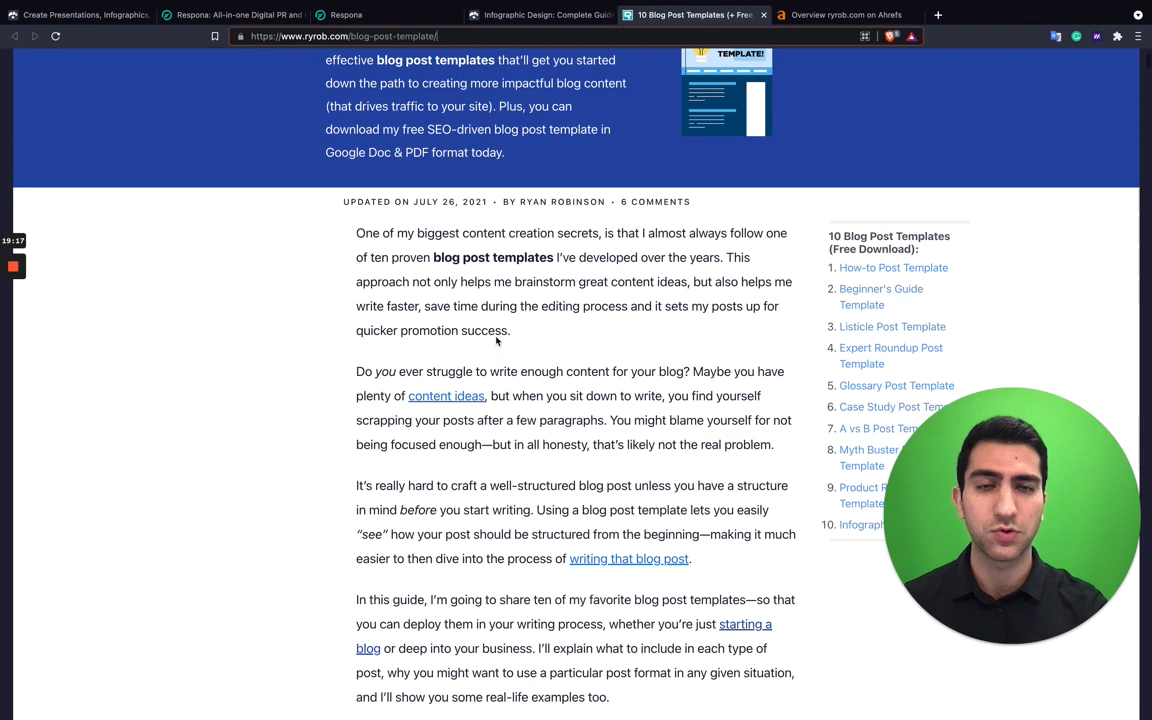 Create Presentations, Infographics,
Respona: All-in-one Digital PR and
Respona
Infographic Design: Complete Guid
10 Blog Post Templates (+ Free
Overview ryrob.com on Ahrefs
https://www.ryrob.com/blog-post-template/
effective blog post templates that'll get you started
down the path to creating more impactful blog content
(that drives traffic to your site). Plus, you can
download my free SEO-driven blog post template in
Google Doc & PDF format today.
TEMPLATE!
UPDATED ON JULY 26, 2021 • BY RYAN ROBINSON • 6 COMMENTS
19:17
One of my biggest content creation secrets, is that I almost always follow one
of ten proven blog post templates I've developed over the years. This
approach not only helps me brainstorm great content ideas, but also helps me
write faster, save time during the editing process and it sets my posts up for
quicker promotion success.
Do you ever struggle to write enough content for your blog? Maybe you have
plenty of content ideas, but when you sit down to write, you find yourself
scrapping your posts after a few paragraphs. You might blame yourself for not
being focused enough—but in all honesty, that's likely not the real problem.
It's really hard to craft a well-structured blog post unless you have a structure
in mind before you start writing. Using a blog post template lets you easily
"see" how your post should be structured from the beginning—making it much
easier to then dive into the process of writing that blog post.
In this guide, I'm going to share ten of my favorite blog post templates—so that
you can deploy them in your writing process, whether you're just starting a
blog or deep into your business. I'll explain what to include in each type of
post, why you might want to use a particular post format in any given situation,
and I'll show you some real-life examples too.
10 Blog Post Templates
(Free Download):
1. How-to Post Template
2. Beginner's Guide
Template
3. Listicle Post Template
4. Expert Roundup Post
Template
5. Glossary Post Template
6. Case Study Post Temp
7. A vs B Post Temp
8. Myth Buster
Template
9. Product R
Template
10. Infograph